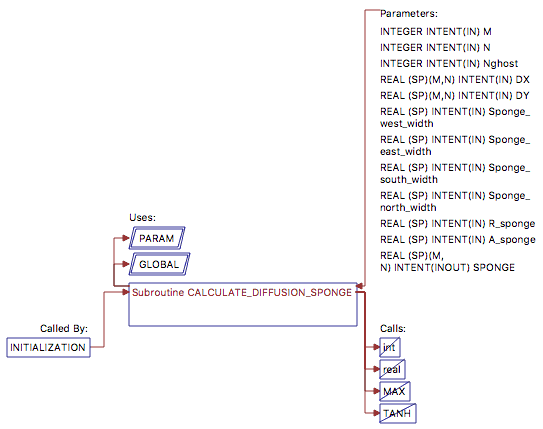 Parameters:
INTEGER INTENT(IN) M
INTEGER INTENT(IN) N
INTEGER INTENT(IN) Nghost
REAL (SP)(M,N) INTENT(IN) DX
REAL (SP)(M,N) INTENT(IN) DY
REAL (SP) INTENT(IN) Sponge_
west_width
REAL (SP) INTENT(IN) Sponge_
east_width
REAL (SP) INTENT(IN) Sponge_
south_width
REAL (SP) INTENT(IN) Sponge_
north_width
REAL (SP) INTENT(IN) R_sponge
REAL (SP) INTENT(IN) A_sponge
REAL (SP)(M,
N) INTENT(INOUT) SPONGE
Uses:
PARAM
GLOBAL
Subroutine CALCULATE_DIFFUSION_SPONGE
Called By:
INITIALIZATION
Calls:
int
real
MAX
TANH